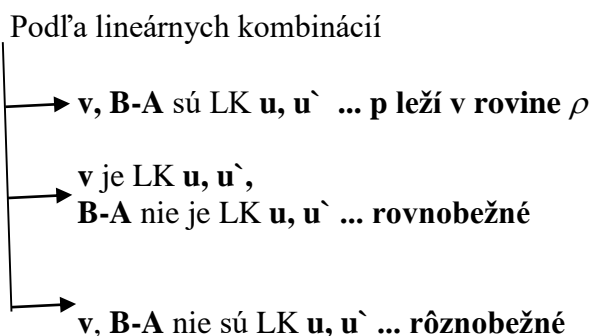 Podľa lineárnych kombinácií
v, B-A sú LK u, u` ... p leží v rovine ρ
v je LK u, u`,
B-A nie je LK u, u` ... rovnobežné
v, B-A nie sú LK u, u` ... rôznobežné